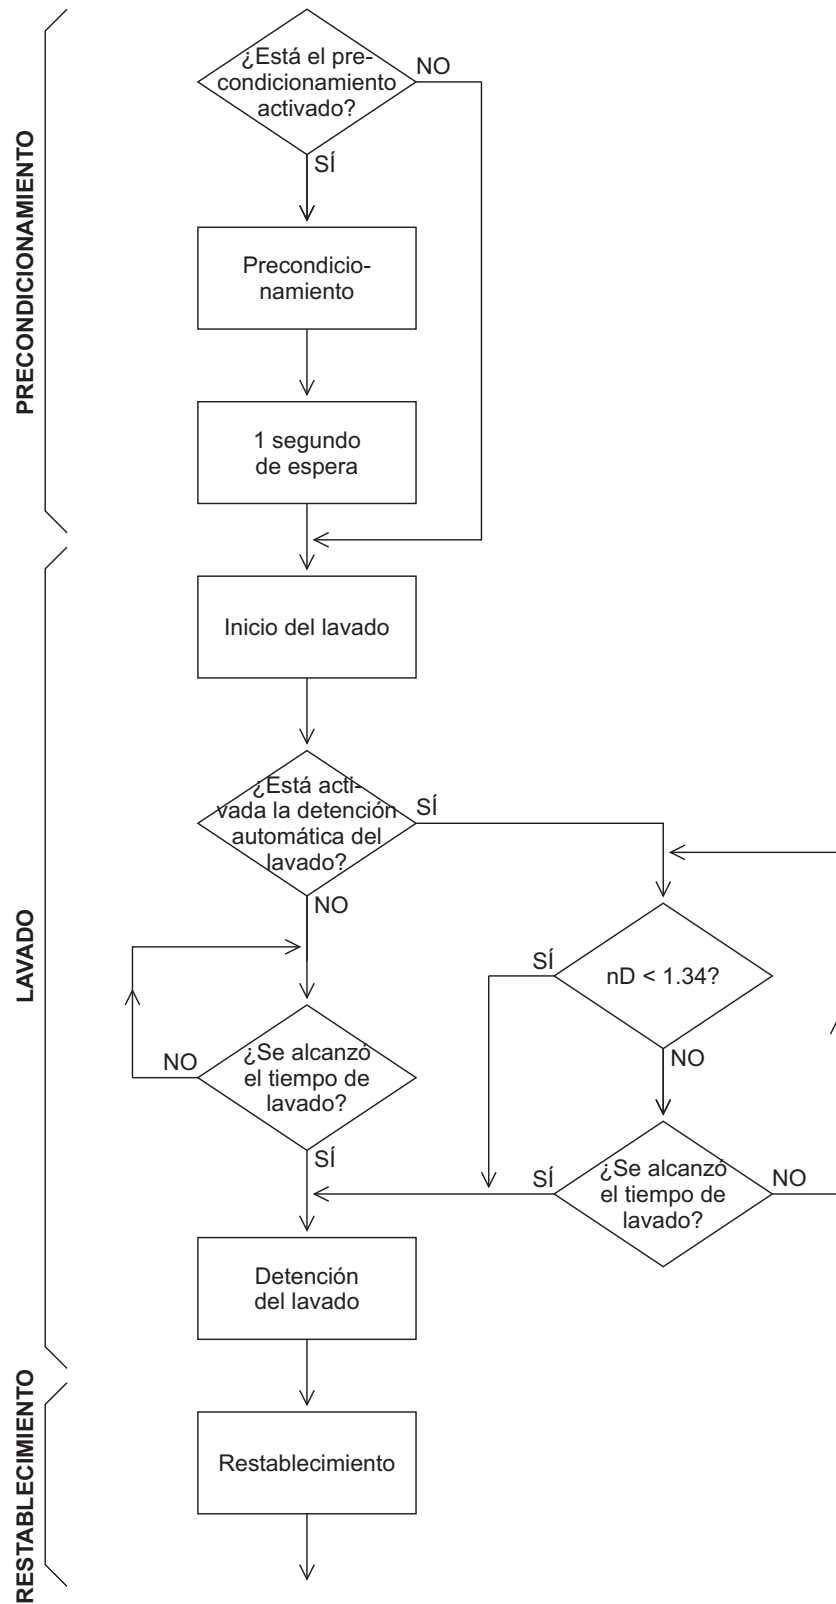 PRECONDICIONAMIENTO
¿Está el pre-
condicionamiento
activado?
NO
SÍ
Precondicio-
namiento
1 segundo
de espera
LAVADO
Inicio del lavado
¿Está acti-
vada la detención
automática del
lavado?
SÍ
NO
nD < 1.34?
SÍ
NO
¿Se alcanzó
el tiempo de
lavado?
NO
SÍ
¿Se alcanzó
el tiempo de
lavado?
SÍ
NO
Detención
del lavado
RESTABLECIMIENTO
Restablecimiento